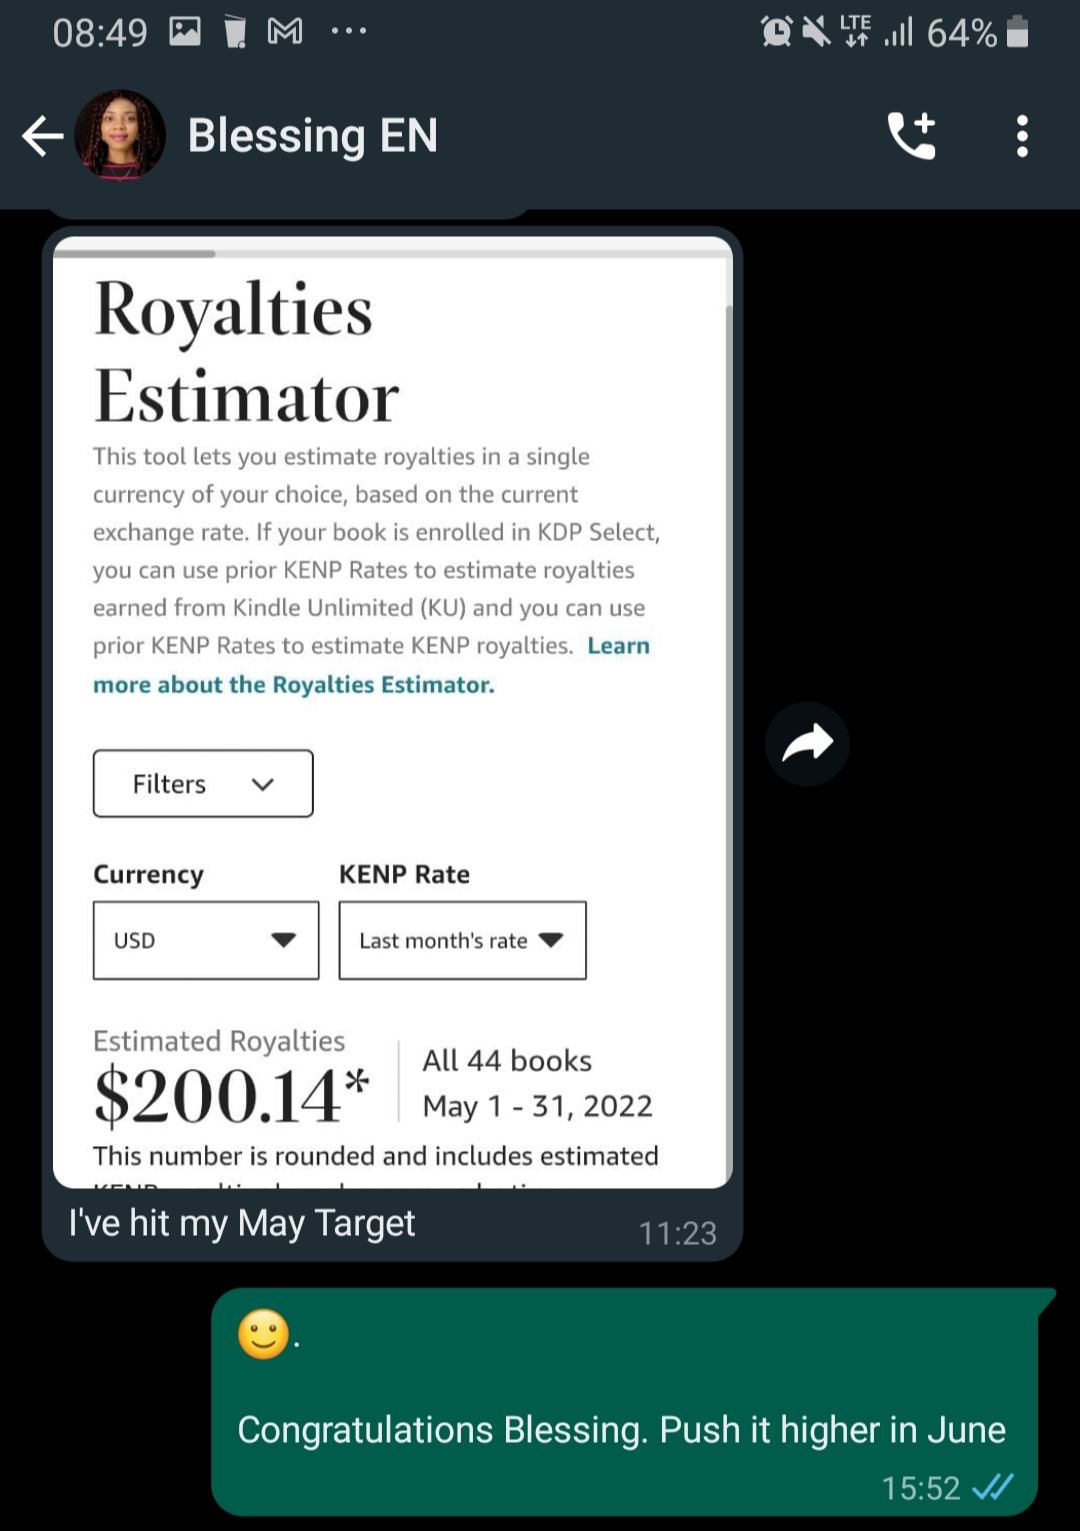 08:49 ... LTE 64%
Blessing EN
Royalties
Estimator
This tool lets you estimate royalties in a single
currency of your choice, based on the current
exchange rate. If your book is enrolled in KDP Select,
you can use prior KENP Rates to estimate royalties
earned from Kindle Unlimited (KU) and you can use
prior KENP Rates to estimate KENP royalties. Learn
more about the Royalties Estimator.
Filters
Currency KENP Rate
USD Last month's rate
Estimated Royalties
$200.14*
All 44 books
May 1 - 31, 2022
This number is rounded and includes estimated
I've hit my May Target
11:23
🙂.
Congratulations Blessing. Push it higher in June
15:52